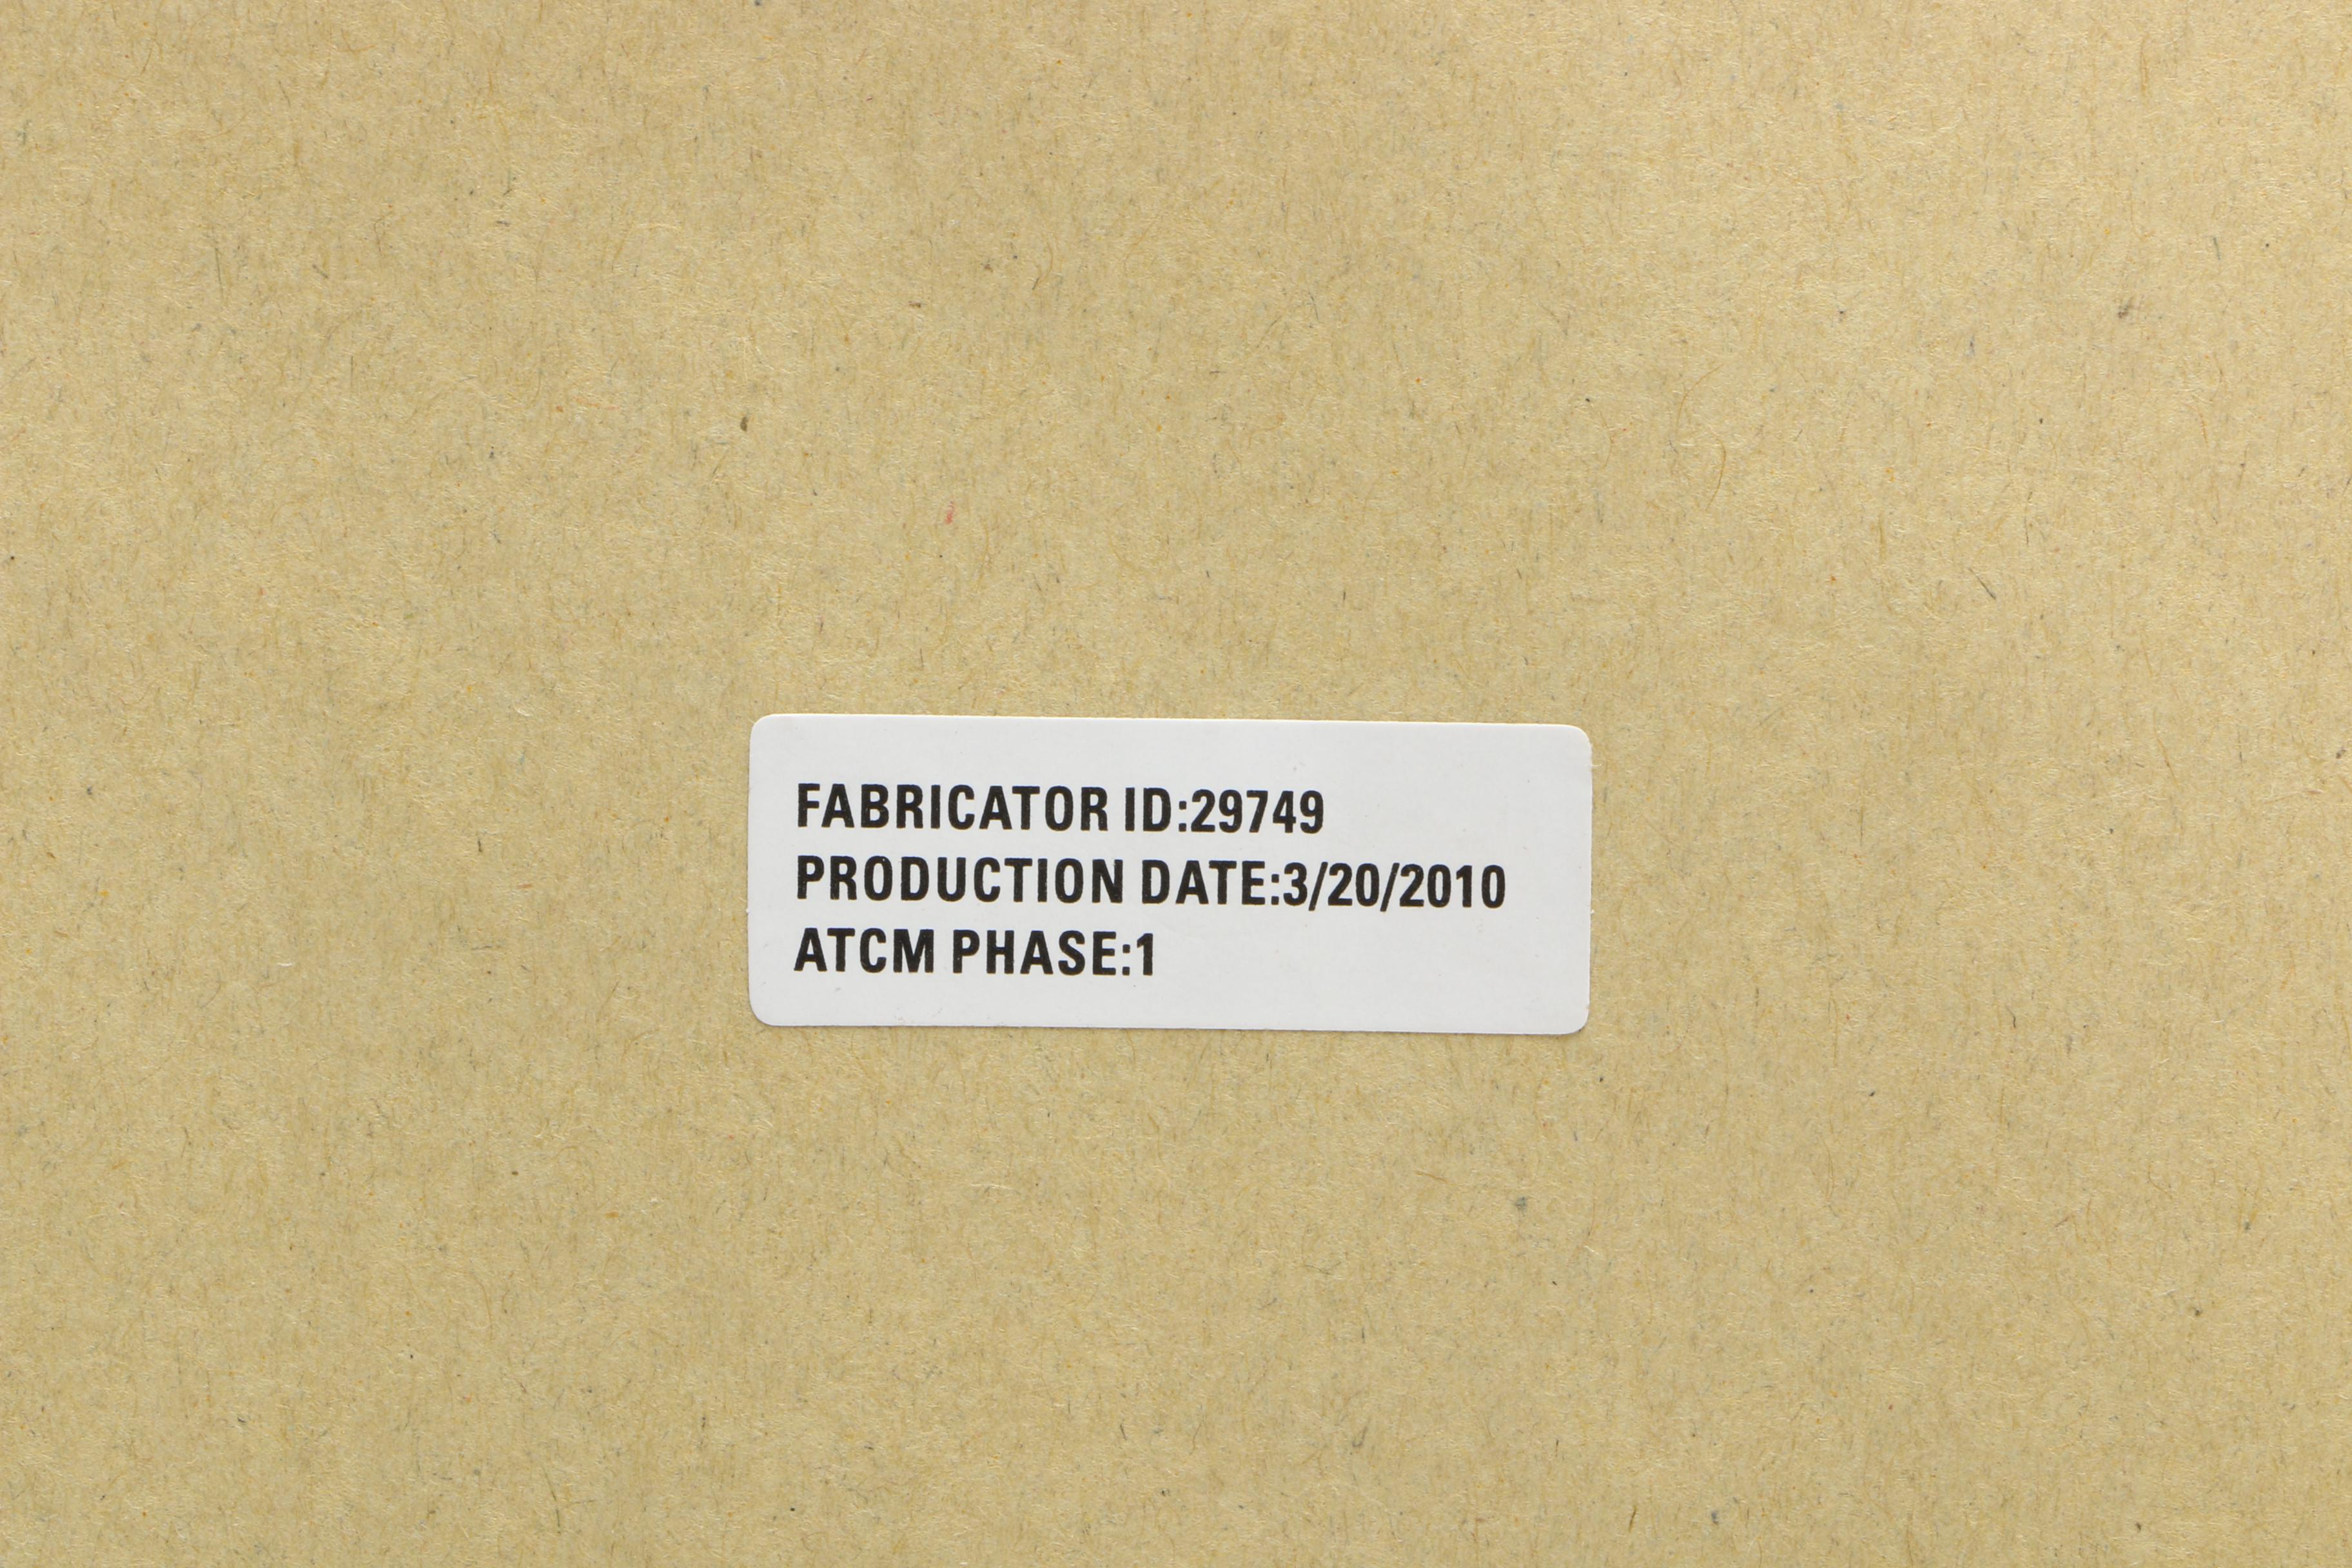 FABRICATOR ID:29749
PRODUCTION DATE:3/20/2010
ATCM PHASE:1